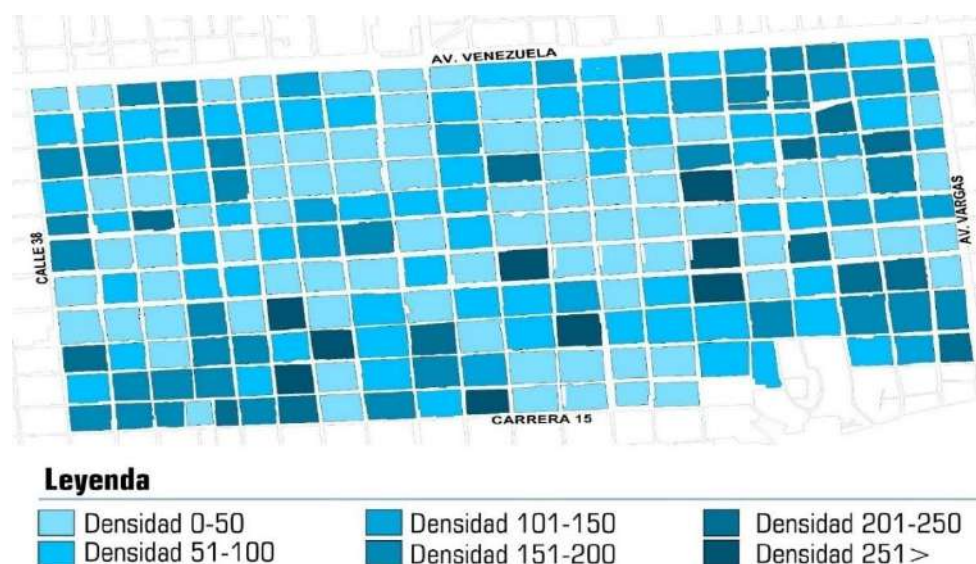 AV. VENEZUELA
CALLE 38
AV. VARGAS
CARRERA 15
Leyenda
Densidad 0-50
Densidad 101-150
Densidad 201-250
Densidad 51-100
Densidad 151-200
Densidad 251>